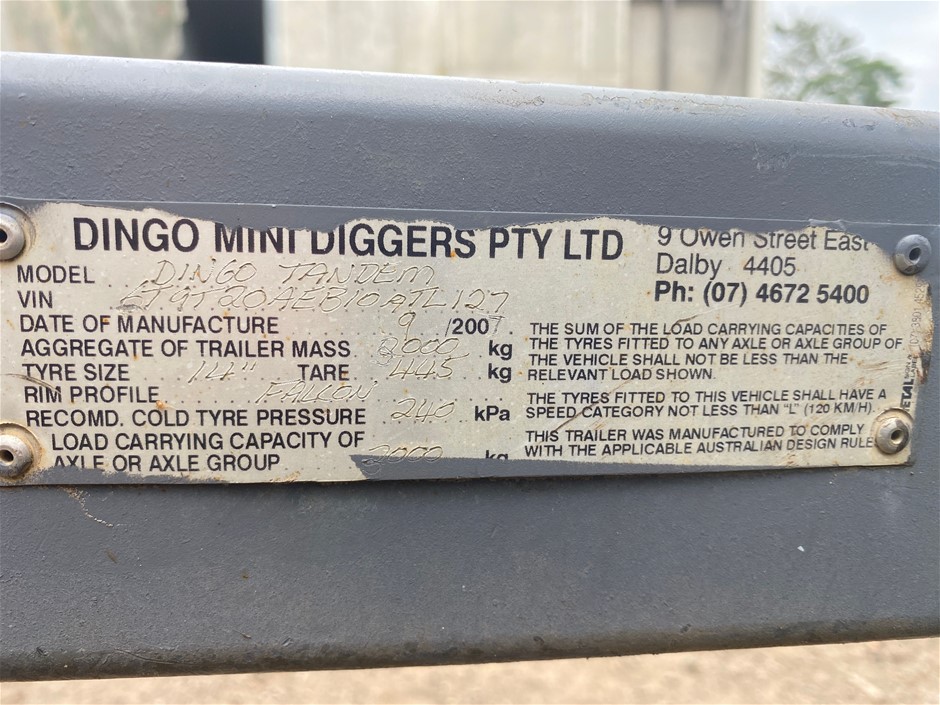 DINGO MINI DIGGERS PTY LTD
9 Owen Street East
Dalby 4405
Ph: (07) 4672 5400
MODEL DINGO TANDEM
VIN 6T9T20AEB10ATL127
DATE OF MANUFACTURE 9 /2007
AGGREGATE OF TRAILER MASS 2000 kg
TYRE SIZE 14" TARE 445 kg
RIM PROFILE FALCON
RECOMD. COLD TYRE PRESSURE 240 kPa
LOAD CARRYING CAPACITY OF
AXLE OR AXLE GROUP 2000 kg
THE SUM OF THE LOAD CARRYING CAPACITIES OF
THE TYRES FITTED TO ANY AXLE OR AXLE GROUP OF
THE VEHICLE SHALL NOT BE LESS THAN THE
RELEVANT LOAD SHOWN.
THE TYRES FITTED TO THIS VEHICLE SHALL HAVE A
SPEED CATEGORY NOT LESS THAN "L" (120 KM/H).
THIS TRAILER WAS MANUFACTURED TO COMPLY
WITH THE APPLICABLE AUSTRALIAN DESIGN RULE